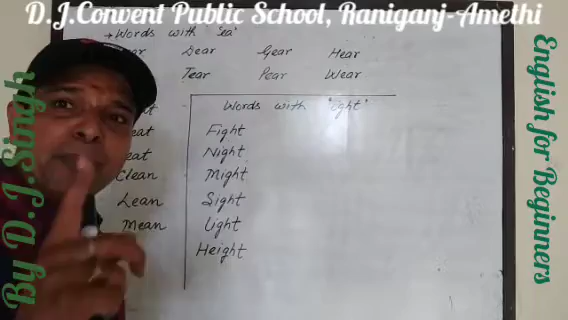 D.J.Convent Public School, Raniganj-Amethi
→ Words with "ea"
Dear Gear Hear
Tear Pear Wear
Words with "ight"
Fight
Night
Clean Might
Lean Sight
Mean Light
Height
By D.J.Singh
English for Beginners